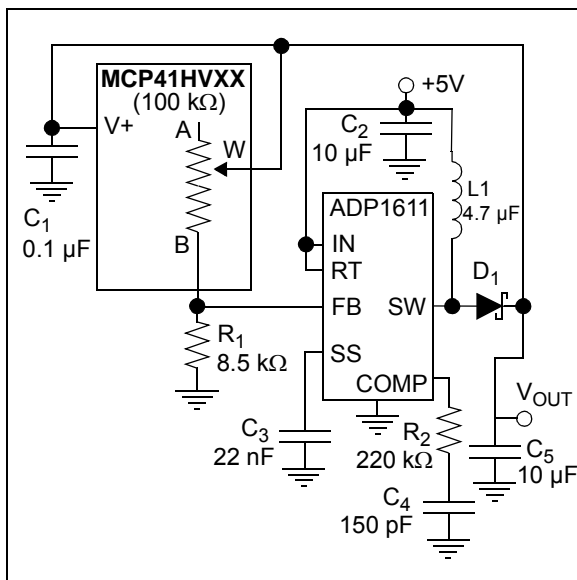 MCP41HVXX
(100 kΩ)
V+
A
W
B
C1
0.1 µF
+5V
C2
10 µF
L1
4.7 µF
ADP1611
IN
RT
FB
SW
D1
R1
8.5 kΩ
SS
COMP
VOUT
C3
22 nF
R2
220 kΩ
C5
10 µF
C4
150 pF